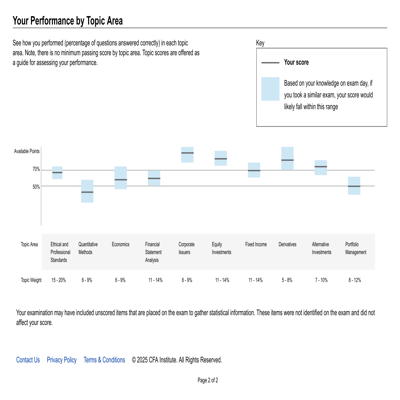 Your Performance by Topic Area
See how you performed (percentage of questions answered correctly) in each topic
area. Note, there is no minimum passing score by topic area. Topic scores are offered as
a guide for assessing your performance.
Key
Your score
Based on your knowledge on exam day, if
you took a similar exam, your score would
likely fall within this range
Available Points
70%
50%
Topic Area
Ethical and Professional Standards
Quantitative Methods
Economics
Financial Statement Analysis
Corporate Issuers
Equity Investments
Fixed Income
Derivatives
Alternative Investments
Portfolio Management
Topic Weight
15 - 20%
6 - 9%
6 - 9%
11 - 14%
6 - 9%
11 - 14%
11 - 14%
5 - 8%
7 - 10%
8 - 12%
Your examination may have included unscored items that are placed on the exam to gather statistical information. These items were not identified on the exam and did not
affect your score.
Contact Us Privacy Policy Terms & Conditions © 2025 CFA Institute. All Rights Reserved.
Page 2 of 2